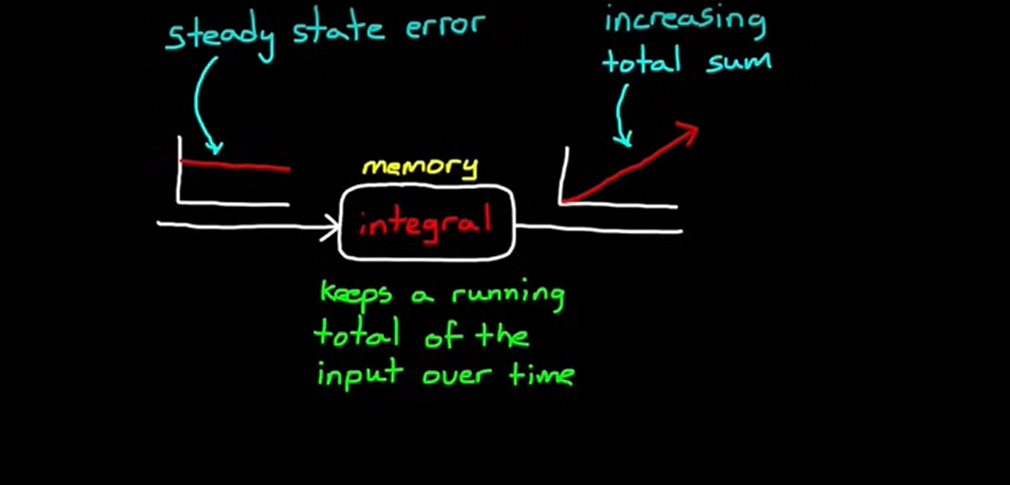 steady state error
increasing
total sum
memory
integral
keeps a running
total of the
input over time